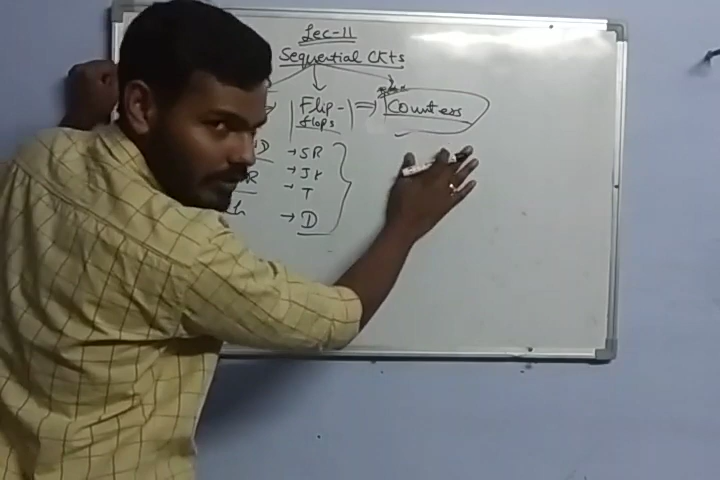 Lec-11
Sequential CKTs
Flip- ⇒ Counters
flops
→ SR
→ JK
→ T
→ D